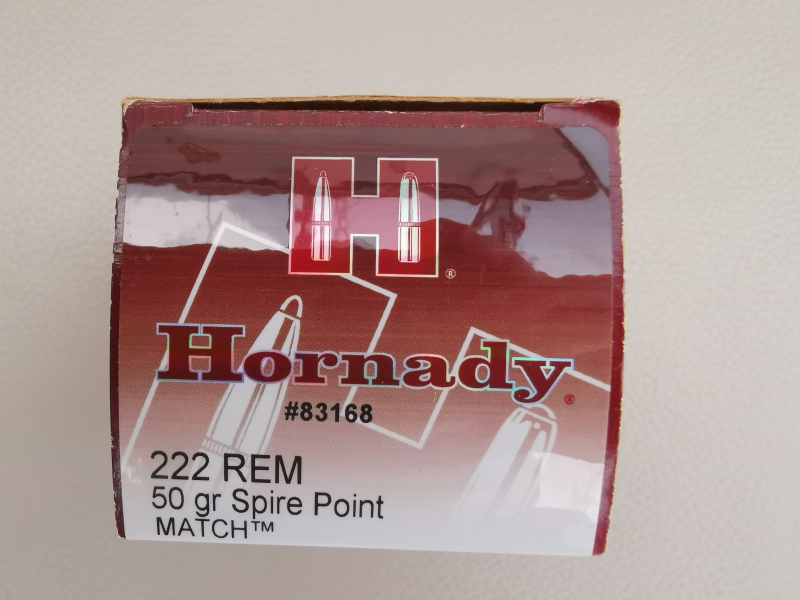 H®
Hornady®
#83168
222 REM
50 gr Spire Point
MATCH™